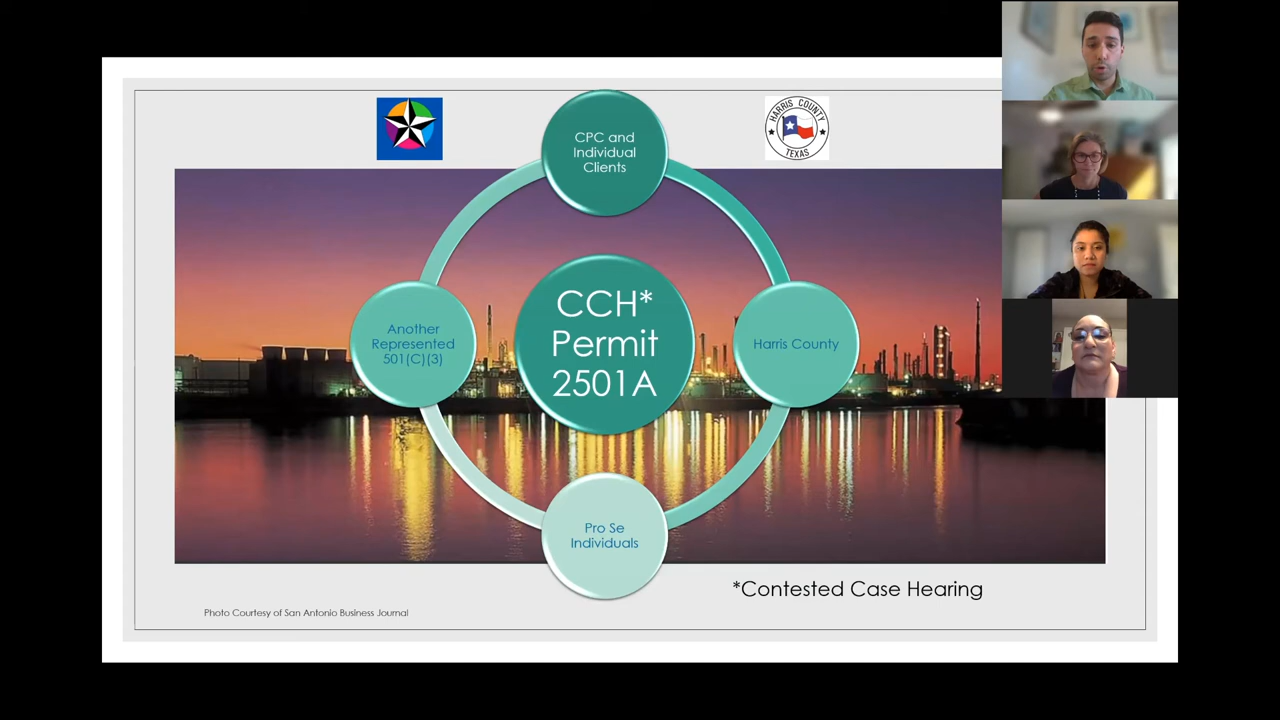 CPC and
Individual
Clients
HARRIS COUNTY
TEXAS
Another
Represented
501(C)(3)
CCH*
Permit
2501A
Harris County
Pro Se
Individuals
*Contested Case Hearing
Photo Courtesy of San Antonio Business Journal